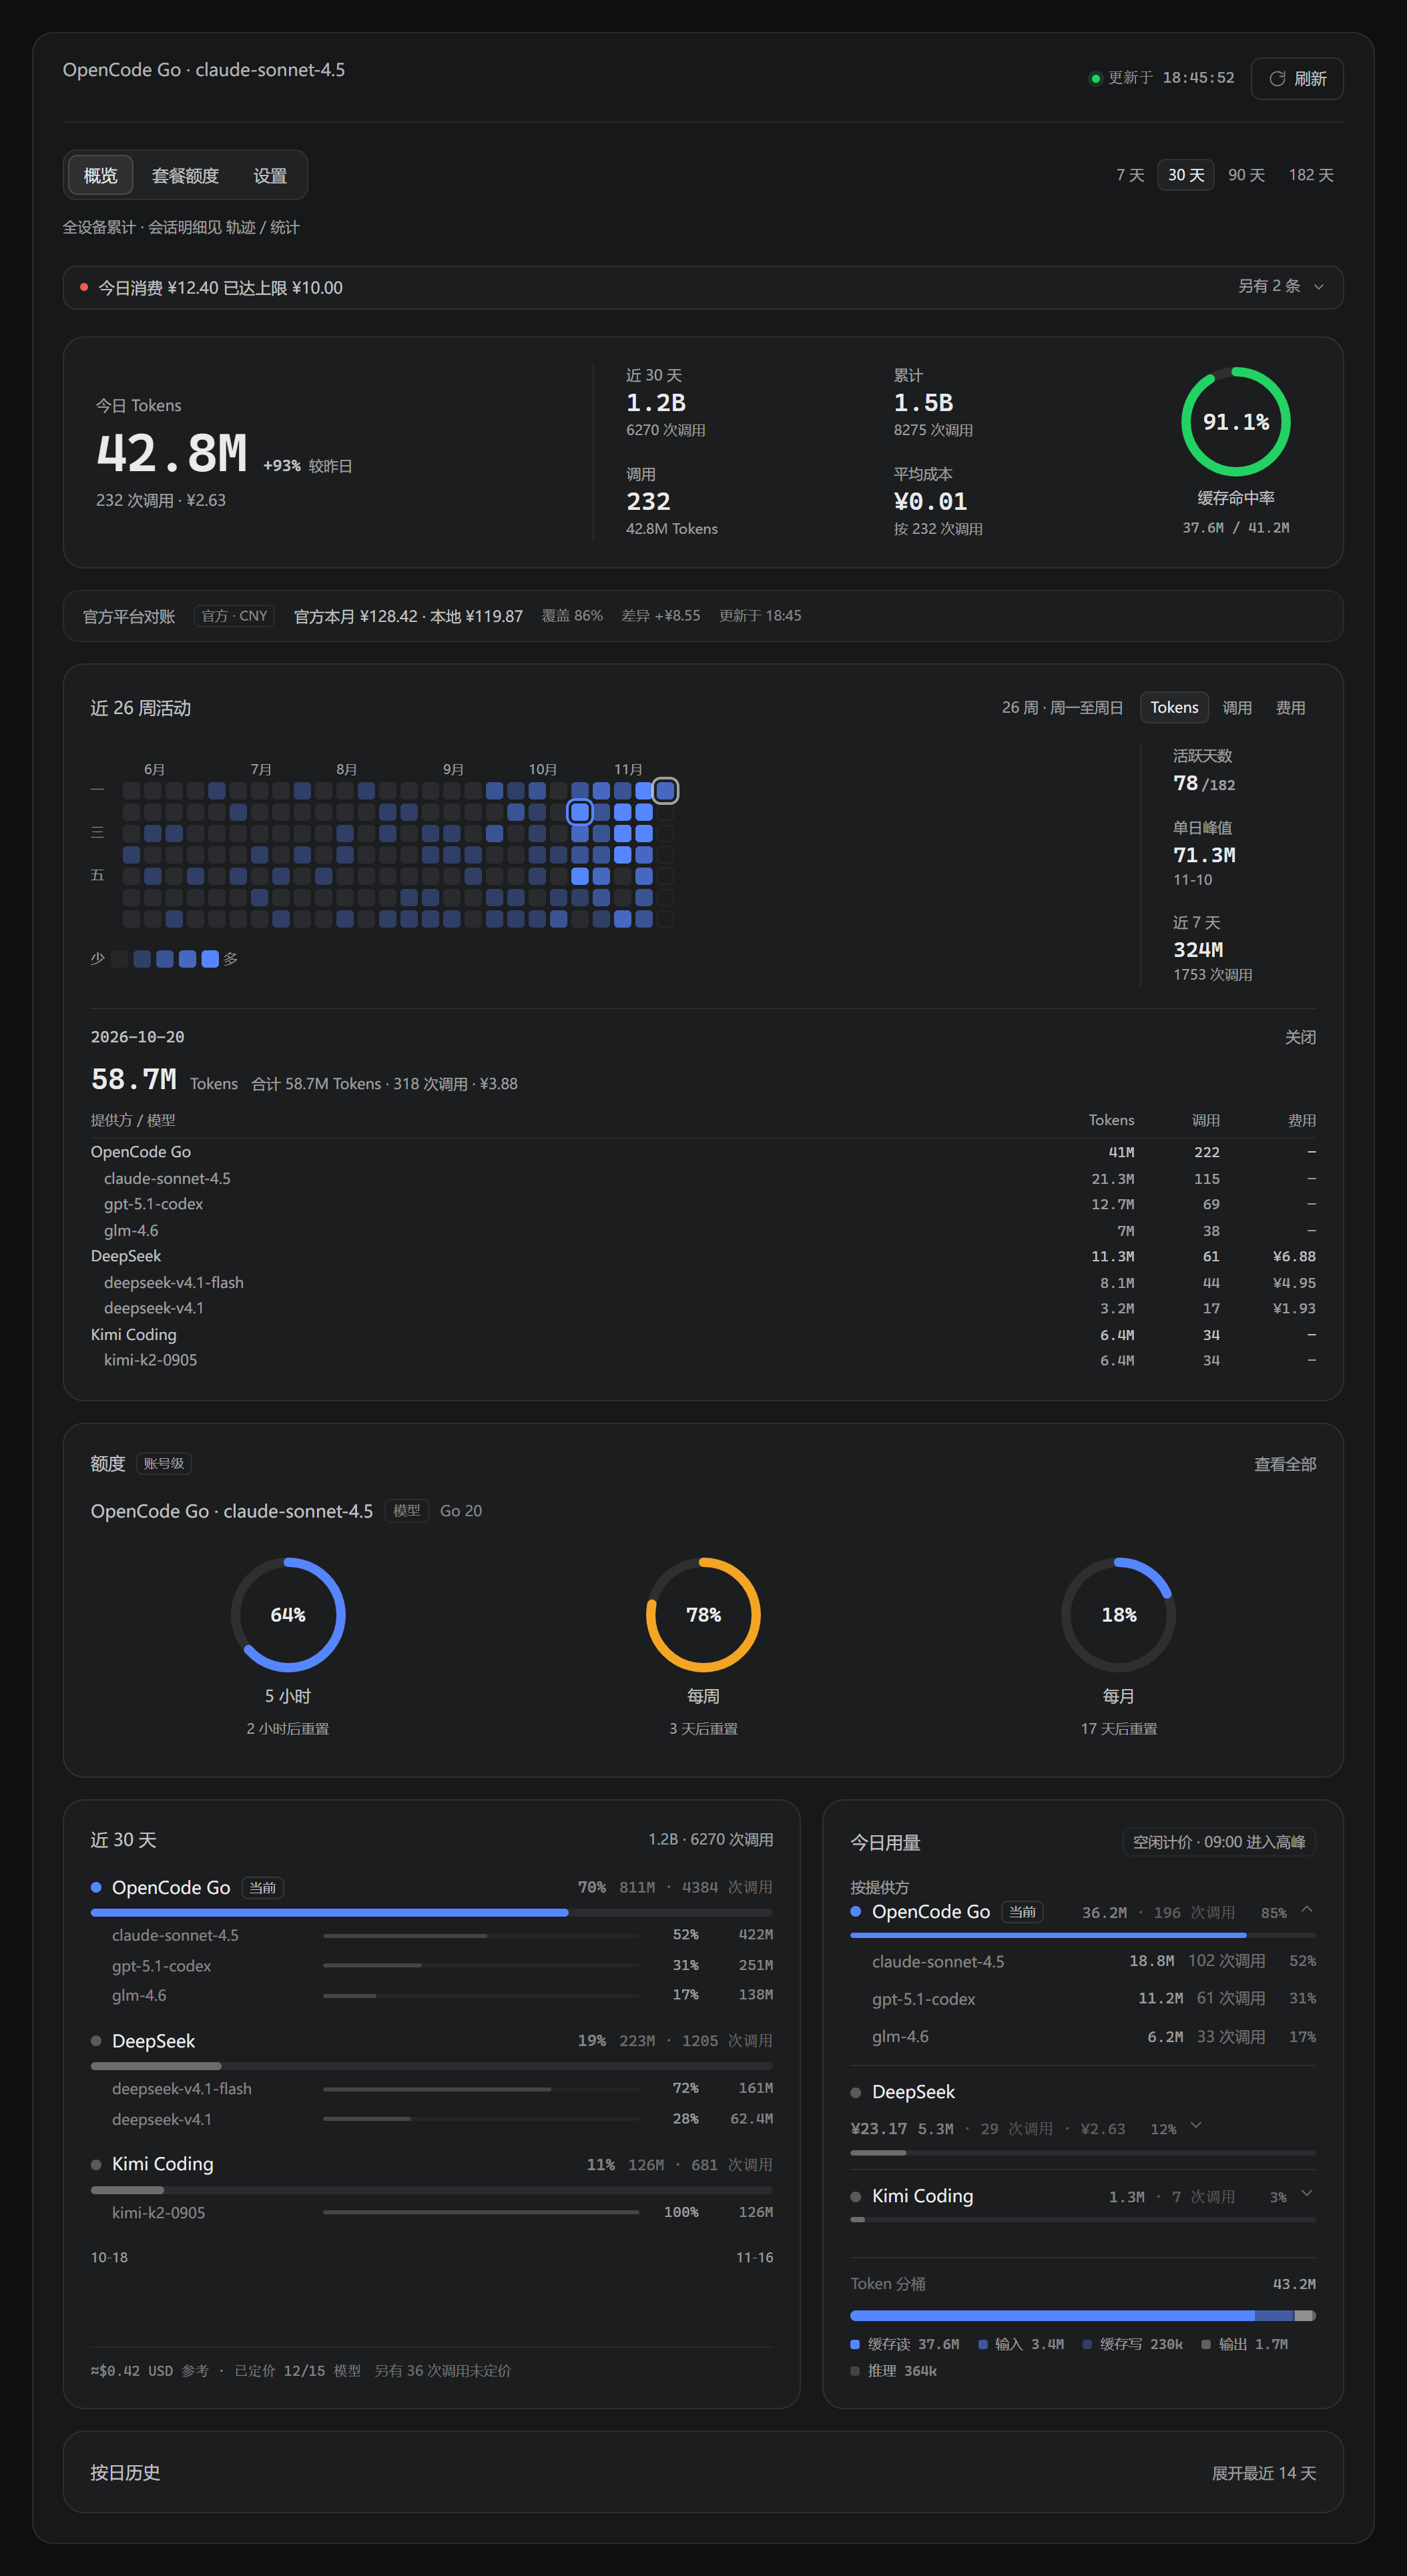 OpenCode Go · claude-sonnet-4.5
更新于 18:45:52
刷新
概览 套餐额度 设置
7 天 30 天 90 天 182 天
全设备累计 · 会话明细见 轨迹 / 统计
今日消费 ¥12.40 已达上限 ¥10.00
另有 2 条
今日 Tokens
42.8M +93% 较昨日
232 次调用 · ¥2.63
近 30 天
1.2B
6270 次调用
累计
1.5B
8275 次调用
调用
232
42.8M Tokens
平均成本
¥0.01
按 232 次调用
91.1%
缓存命中率
37.6M / 41.2M
官方平台对账 官方 · CNY 官方本月 ¥128.42 · 本地 ¥119.87 覆盖 86% 差异 +¥8.55 更新于 18:45
近 26 周活动
26 周 · 周一至周日 Tokens 调用 费用
6月 7月 8月 9月 10月 11月
一
三
五
少 多
活跃天数
78 /182
单日峰值
71.3M
11-10
近 7 天
324M
1753 次调用
2026-10-20
关闭
58.7M Tokens 合计 58.7M Tokens · 318 次调用 · ¥3.88
提供方 / 模型 Tokens 调用 费用
OpenCode Go 41M 222 —
claude-sonnet-4.5 21.3M 115 —
gpt-5.1-codex 12.7M 69 —
glm-4.6 7M 38 —
DeepSeek 11.3M 61 ¥6.88
deepseek-v4.1-flash 8.1M 44 ¥4.95
deepseek-v4.1 3.2M 17 ¥1.93
Kimi Coding 6.4M 34 —
kimi-k2-0905 6.4M 34 —
额度 账号级
查看全部
OpenCode Go · claude-sonnet-4.5 模型 Go 20
64%
5 小时
2 小时后重置
78%
每周
3 天后重置
18%
每月
17 天后重置
近 30 天
1.2B · 6270 次调用
OpenCode Go 当前 70% 811M · 4384 次调用
claude-sonnet-4.5 52% 422M
gpt-5.1-codex 31% 251M
glm-4.6 17% 138M
DeepSeek 19% 223M · 1205 次调用
deepseek-v4.1-flash 72% 161M
deepseek-v4.1 28% 62.4M
Kimi Coding 11% 126M · 681 次调用
kimi-k2-0905 100% 126M
10-18 11-16
≈$0.42 USD 参考 · 已定价 12/15 模型 另有 36 次调用未定价
今日用量
空闲计价 · 09:00 进入高峰
按提供方
OpenCode Go 当前 36.2M · 196 次调用 85%
claude-sonnet-4.5 18.8M 102 次调用 52%
gpt-5.1-codex 11.2M 61 次调用 31%
glm-4.6 6.2M 33 次调用 17%
DeepSeek
¥23.17 5.3M · 29 次调用 · ¥2.63 12%
Kimi Coding 1.3M · 7 次调用 3%
Token 分桶 43.2M
缓存读 37.6M 输入 3.4M 缓存写 230k 输出 1.7M
推理 364k
按日历史
展开最近 14 天